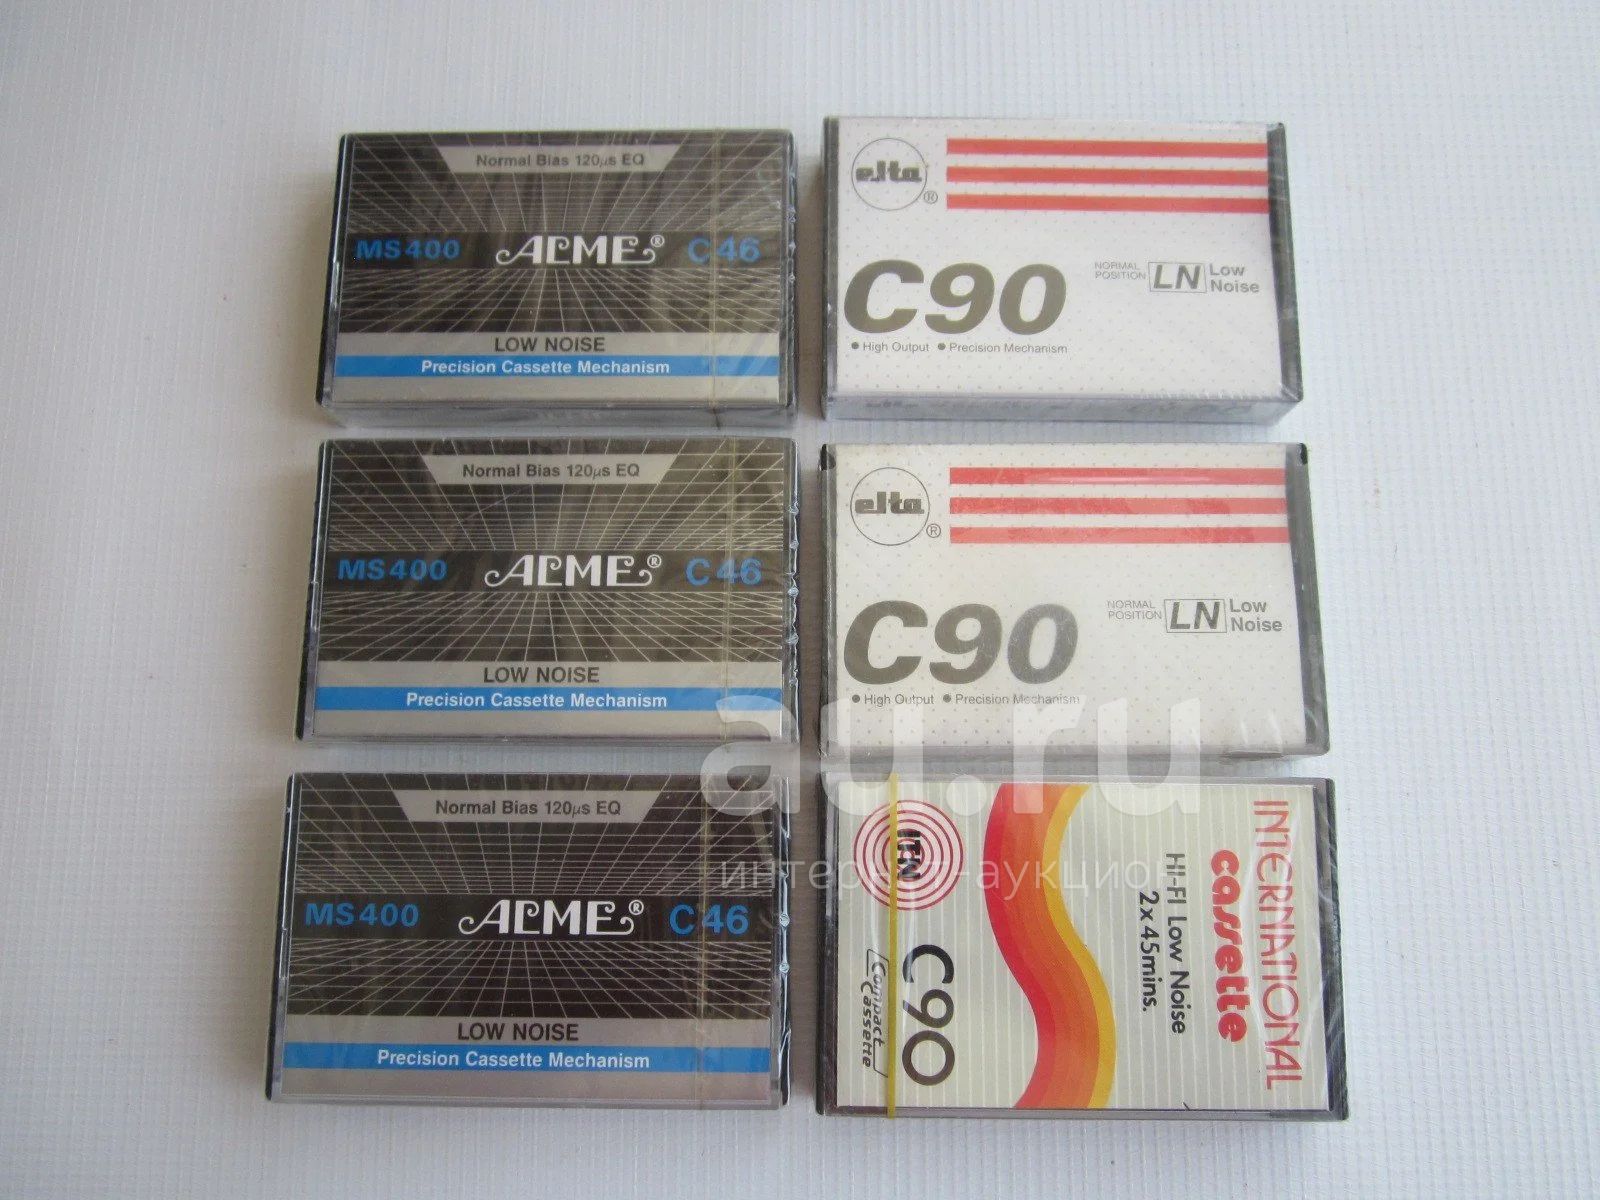 Normal Bias 120µs EQ
MS400 ACME® C46
LOW NOISE
Precision Cassette Mechanism
elta ®
C90
NORMAL POSITION LN Low Noise
• High Output • Precision Mechanism
Normal Bias 120µs EQ
MS400 ACME® C46
LOW NOISE
Precision Cassette Mechanism
elta ®
C90
NORMAL POSITION LN Low Noise
• High Output • Precision Mechanism
Normal Bias 120µs EQ
MS400 ACME® C46
LOW NOISE
Precision Cassette Mechanism
INTERNATIONAL
cassette
HI-FI Low Noise
2x45mins.
C90
Compact
Cassette
au.ru
интернет-аукцион